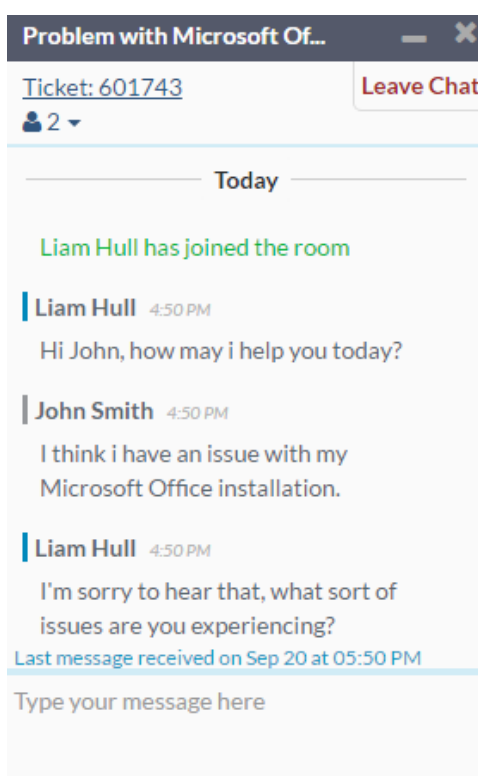 Problem with Microsoft Of...
Ticket: 601743
Leave Chat
2
Today
Liam Hull has joined the room
Liam Hull 4:50 PM
Hi John, how may i help you today?
John Smith 4:50 PM
I think i have an issue with my
Microsoft Office installation.
Liam Hull 4:50 PM
I'm sorry to hear that, what sort of
issues are you experiencing?
Last message received on Sep 20 at 05:50 PM
Type your message here